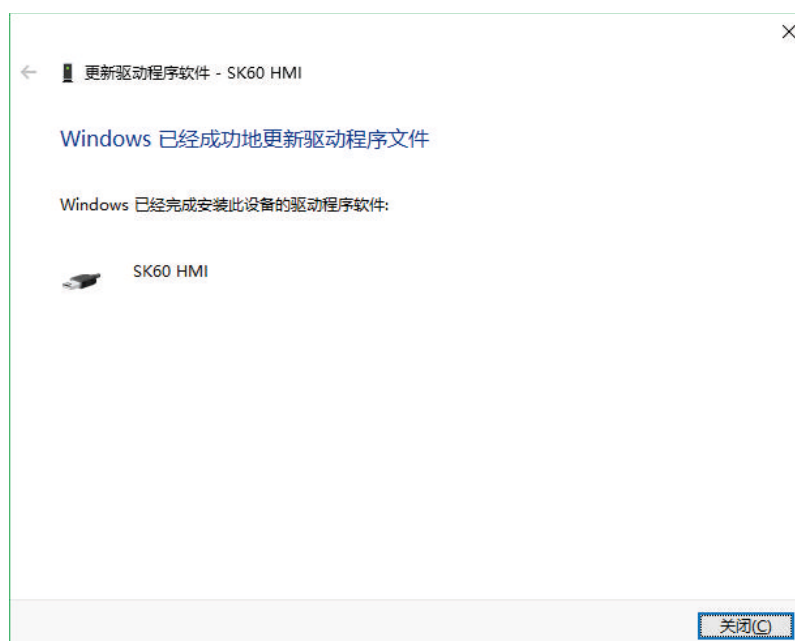 更新驱动程序软件 - SK60 HMI
Windows 已经成功地更新驱动程序文件
Windows 已经完成安装此设备的驱动程序软件:
SK60 HMI
关闭(C)